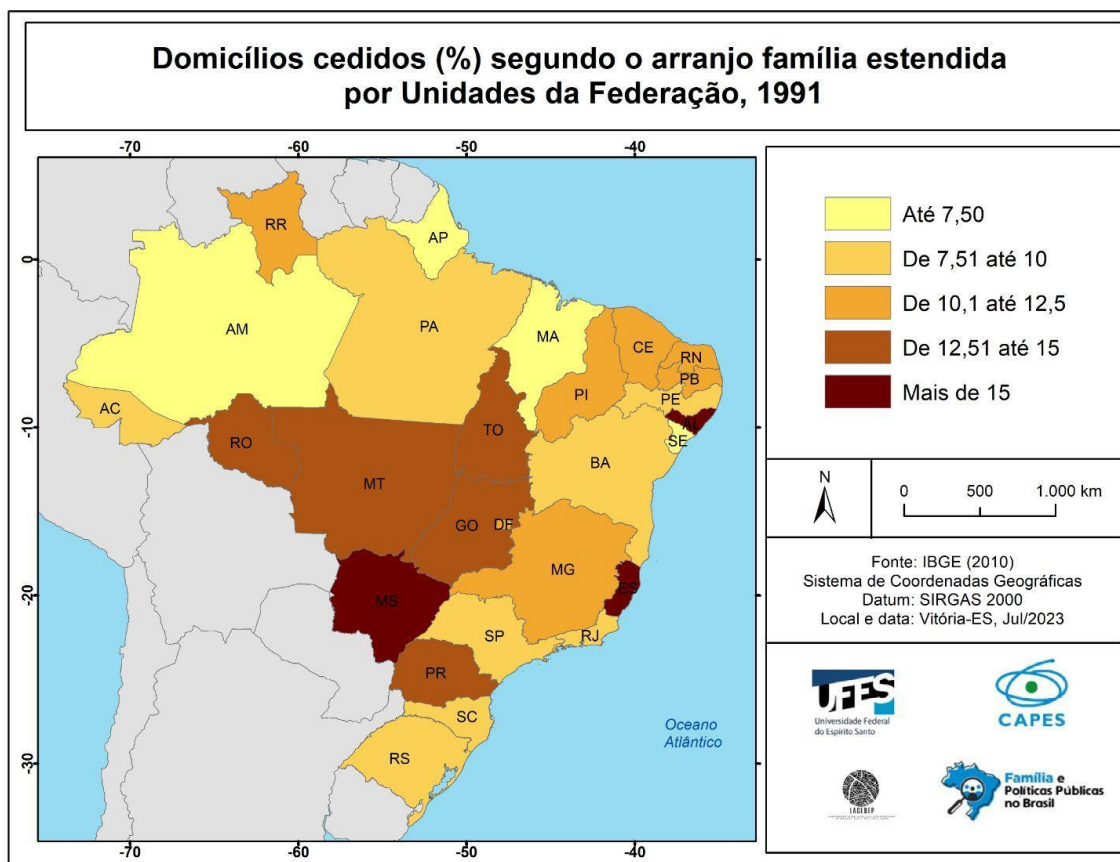 Domicílios cedidos (%) segundo o arranjo família estendida
por Unidades da Federação, 1991
-70
-60
-50
-40
0
-10
-20
-30
RR
AP
AM
PA
MA
CE
RN
PB
PI
PE
AL
SE
AC
RO
TO
BA
MT
GO
DF
MG
ES
MS
SP
RJ
PR
SC
RS
Oceano
Atlântico
-70
-60
-50
-40
Até 7,50
De 7,51 até 10
De 10,1 até 12,5
De 12,51 até 15
Mais de 15
N
0 500 1.000 km
Fonte: IBGE (2010)
Sistema de Coordenadas Geográficas
Datum: SIRGAS 2000
Local e data: Vitória-ES, Jul/2023
UFES
Universidade Federal
do Espírito Santo
CAPES
LACEDEP
Família e
Políticas Públicas
no Brasil